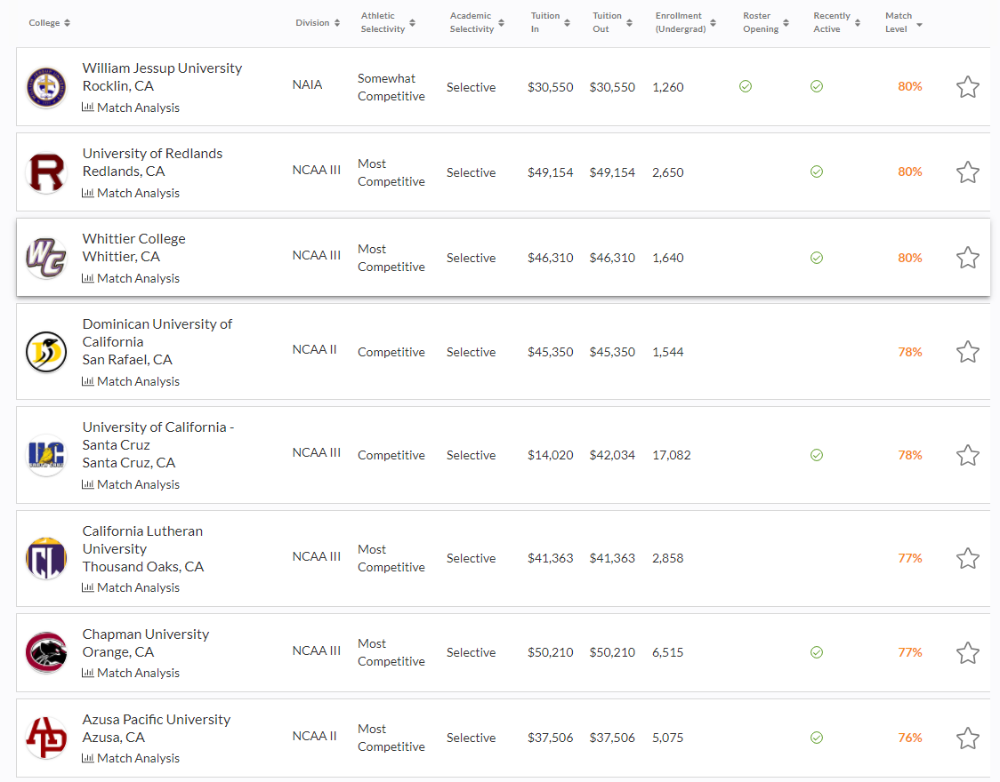 College Division Athletic Selectivity Academic Selectivity Tuition In Tuition Out Enrollment (Undergrad) Roster Opening Recently Active Match Level
William Jessup University
Rocklin, CA
Match Analysis
NAIA
Somewhat
Competitive
Selective
$30,550
$30,550
1,260
80%
R
University of Redlands
Redlands, CA
Match Analysis
NCAA III
Most
Competitive
Selective
$49,154
$49,154
2,650
80%
WC
Whittier College
Whittier, CA
Match Analysis
NCAA III
Most
Competitive
Selective
$46,310
$46,310
1,640
80%
D
Dominican University of
California
San Rafael, CA
Match Analysis
NCAA II
Competitive
Selective
$45,350
$45,350
1,544
78%
UC
SANTA CRUZ
University of California -
Santa Cruz
Santa Cruz, CA
Match Analysis
NCAA III
Competitive
Selective
$14,020
$42,034
17,082
78%
CL
California Lutheran
University
Thousand Oaks, CA
Match Analysis
NCAA III
Most
Competitive
Selective
$41,363
$41,363
2,858
77%
Chapman University
Orange, CA
Match Analysis
NCAA III
Most
Competitive
Selective
$50,210
$50,210
6,515
77%
AP
Azusa Pacific University
Azusa, CA
Match Analysis
NCAA II
Most
Competitive
Selective
$37,506
$37,506
5,075
76%